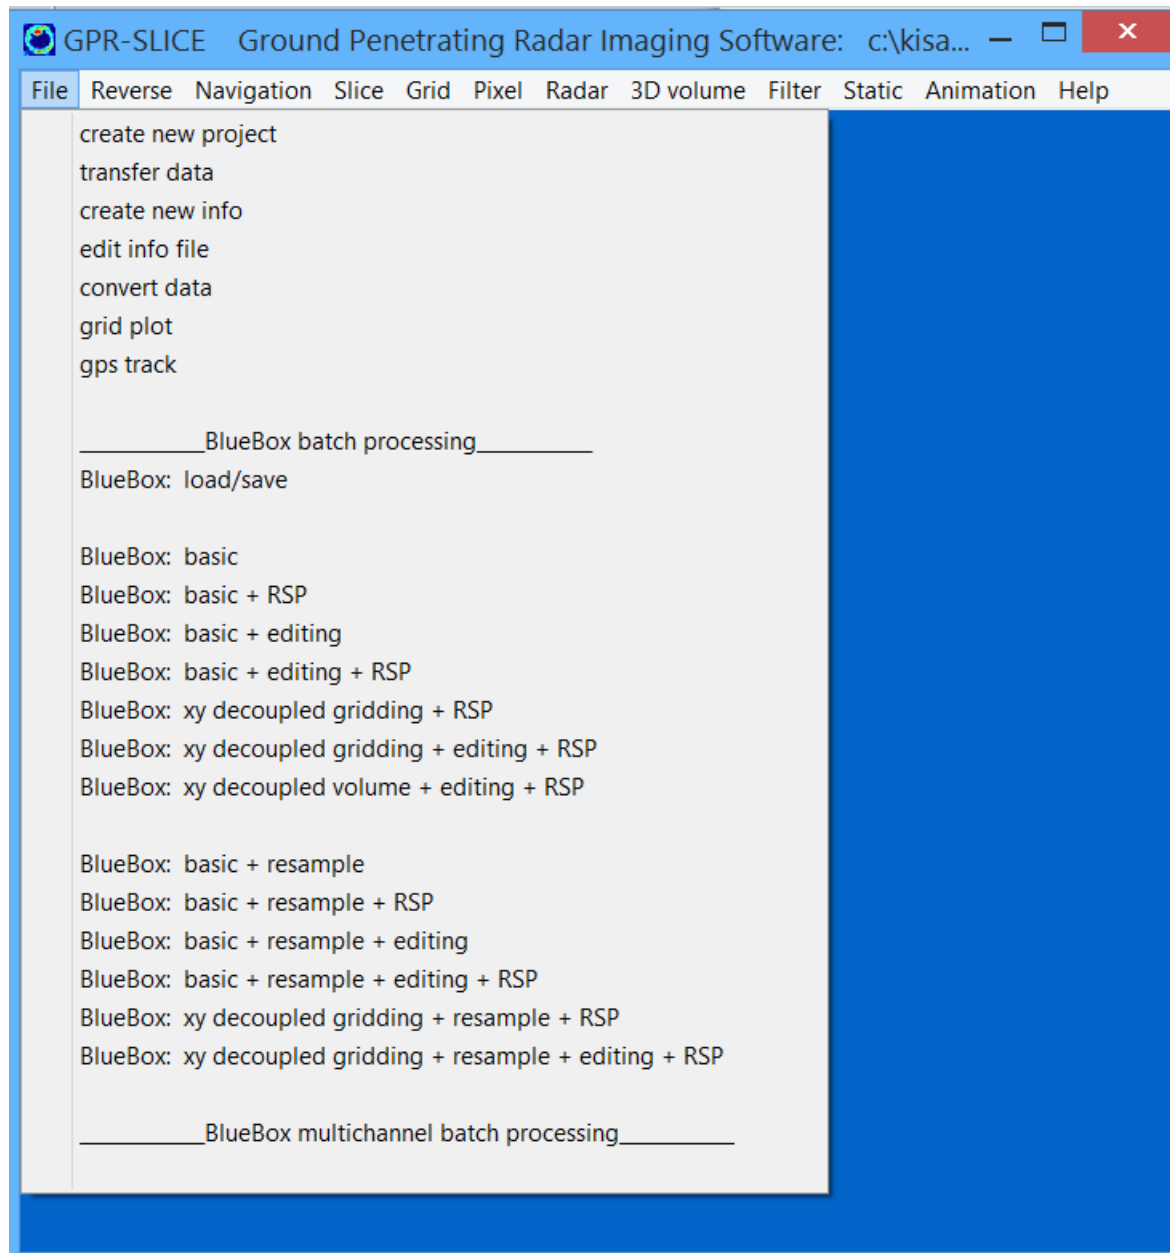 GPR-SLICE Ground Penetrating Radar Imaging Software: c:\kisa...
File Reverse Navigation Slice Grid Pixel Radar 3D volume Filter Static Animation Help
create new project
transfer data
create new info
edit info file
convert data
grid plot
gps track
___________BlueBox batch processing__________
BlueBox: load/save
BlueBox: basic
BlueBox: basic + RSP
BlueBox: basic + editing
BlueBox: basic + editing + RSP
BlueBox: xy decoupled gridding + RSP
BlueBox: xy decoupled gridding + editing + RSP
BlueBox: xy decoupled volume + editing + RSP
BlueBox: basic + resample
BlueBox: basic + resample + RSP
BlueBox: basic + resample + editing
BlueBox: basic + resample + editing + RSP
BlueBox: xy decoupled gridding + resample + RSP
BlueBox: xy decoupled gridding + resample + editing + RSP
___________BlueBox multichannel batch processing__________